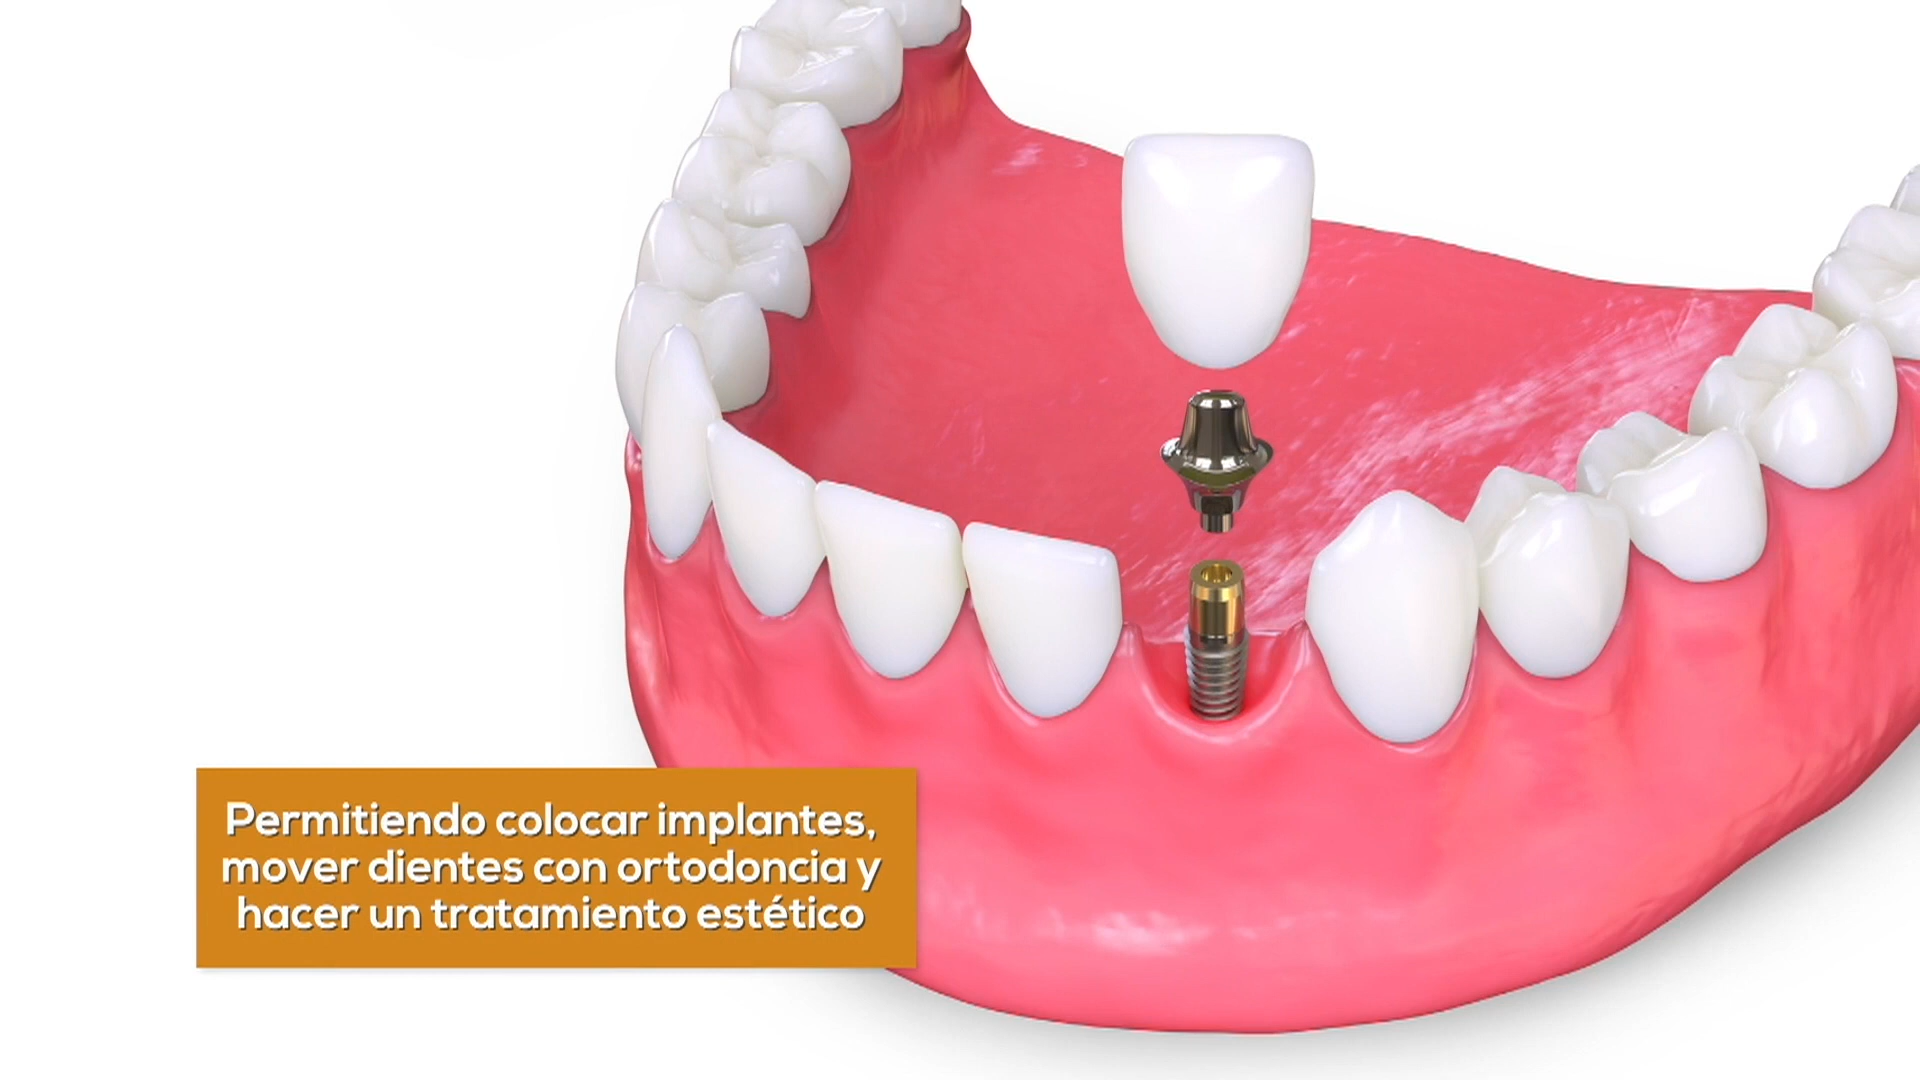 Permitiendo colocar implantes,
mover dientes con ortodoncia y
hacer un tratamiento estético